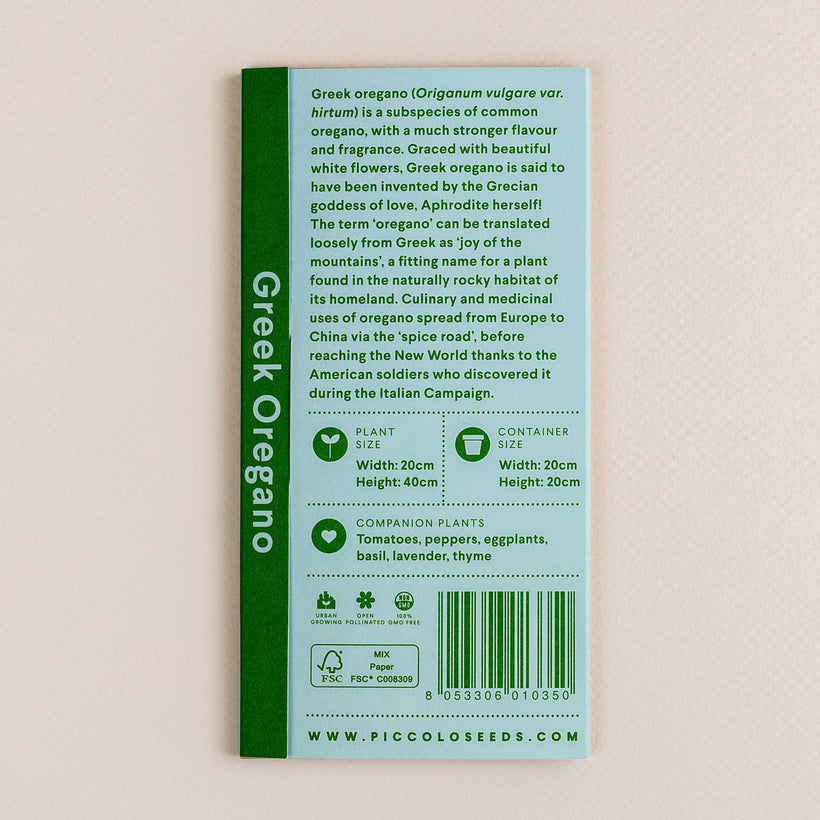 Greek Oregano
Greek oregano (Origanum vulgare var.
hirtum) is a subspecies of common
oregano, with a much stronger flavour
and fragrance. Graced with beautiful
white flowers, Greek oregano is said to
have been invented by the Grecian
goddess of love, Aphrodite herself!
The term ‘oregano’ can be translated
loosely from Greek as ‘joy of the
mountains’, a fitting name for a plant
found in the naturally rocky habitat of
its homeland. Culinary and medicinal
uses of oregano spread from Europe to
China via the ‘spice road’, before
reaching the New World thanks to the
American soldiers who discovered it
during the Italian Campaign.
PLANT
SIZE
Width: 20cm
Height: 40cm
CONTAINER
SIZE
Width: 20cm
Height: 20cm
COMPANION PLANTS
Tomatoes, peppers, eggplants,
basil, lavender, thyme
URBAN
GROWING
OPEN
POLLINATED
NON
GMO
100%
GMO FREE
FSC
MIX
Paper
FSC® C008309
8 053306 010350
WWW.PICCOLOSEEDS.COM